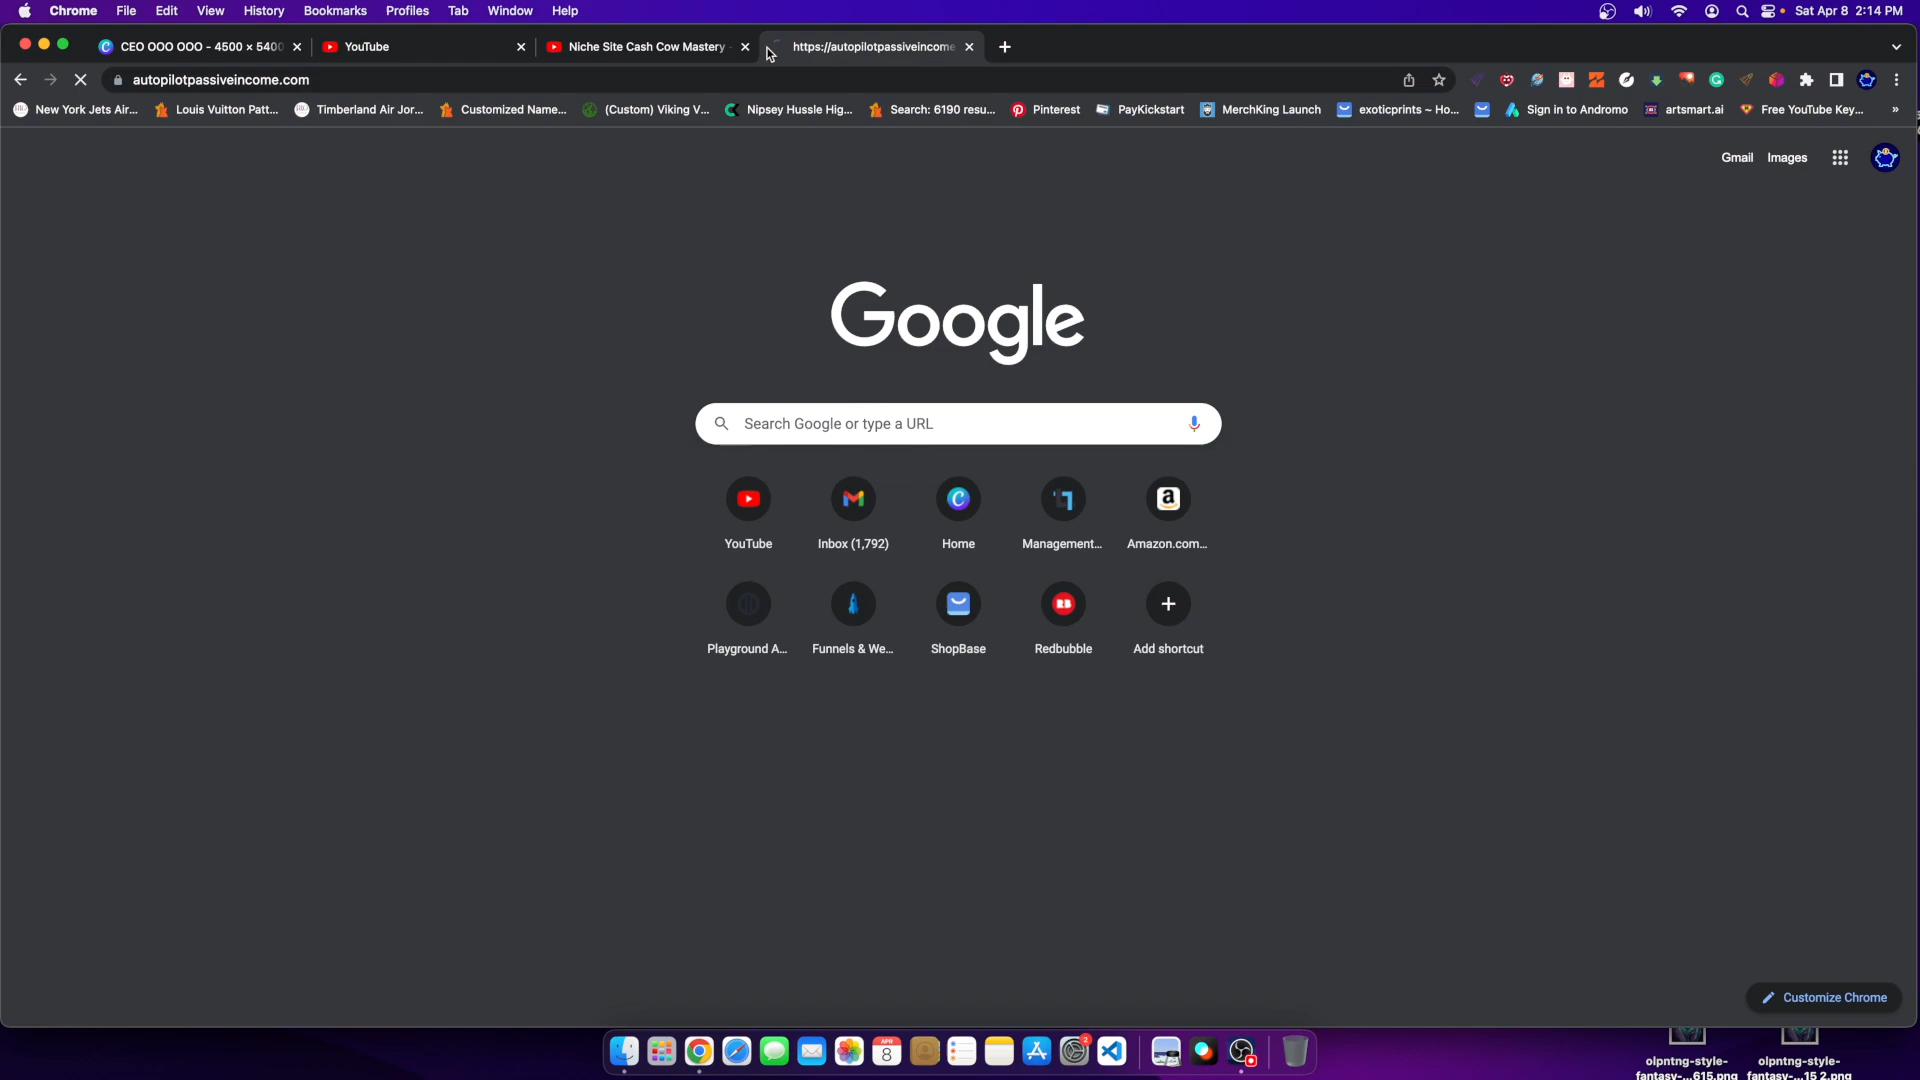 Chrome File Edit View History Bookmarks Profiles Tab Window Help Sat Apr 8 2:14 PM
CEO OOO OOO - 4500 × 5400 YouTube Niche Site Cash Cow Mastery - https://autopilotpassiveincome
autopilotpassiveincome.com
New York Jets Air... Louis Vuitton Patt... Timberland Air Jor... Customized Name... (Custom) Viking V... Nipsey Hussle Hig... Search: 6190 resu... Pinterest PayKickstart MerchKing Launch exoticprints ~ Ho... Sign in to Andromo artsmart.ai Free YouTube Key... »
Gmail Images
Google
Search Google or type a URL
YouTube Inbox (1,792) Home Management... Amazon.com...
Playground A... Funnels & We... ShopBase Redbubble Add shortcut
Customize Chrome
APR
8
2
olpntng-style- olpntng-style-
fantasy-...615.png fantasy-...15 2.png